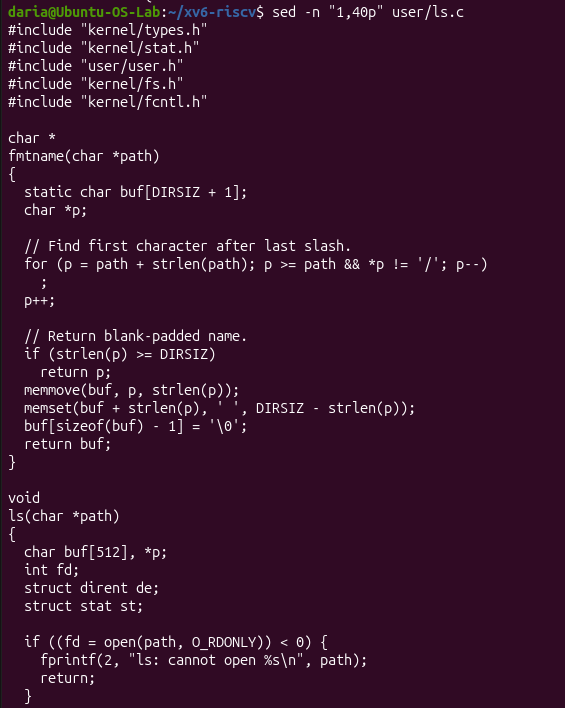 daria@Ubuntu-OS-Lab:~/xv6-riscv$ sed -n "1,40p" user/ls.c
#include "kernel/types.h"
#include "kernel/stat.h"
#include "user/user.h"
#include "kernel/fs.h"
#include "kernel/fcntl.h"

char *
fmtname(char *path)
{
  static char buf[DIRSIZ + 1];
  char *p;

  // Find first character after last slash.
  for (p = path + strlen(path); p >= path && *p != '/'; p--)
    ;
  p++;

  // Return blank-padded name.
  if (strlen(p) >= DIRSIZ)
    return p;
  memmove(buf, p, strlen(p));
  memset(buf + strlen(p), ' ', DIRSIZ - strlen(p));
  buf[sizeof(buf) - 1] = '\0';
  return buf;
}

void
ls(char *path)
{
  char buf[512], *p;
  int fd;
  struct dirent de;
  struct stat st;

  if ((fd = open(path, O_RDONLY)) < 0) {
    fprintf(2, "ls: cannot open %s\n", path);
    return;
  }